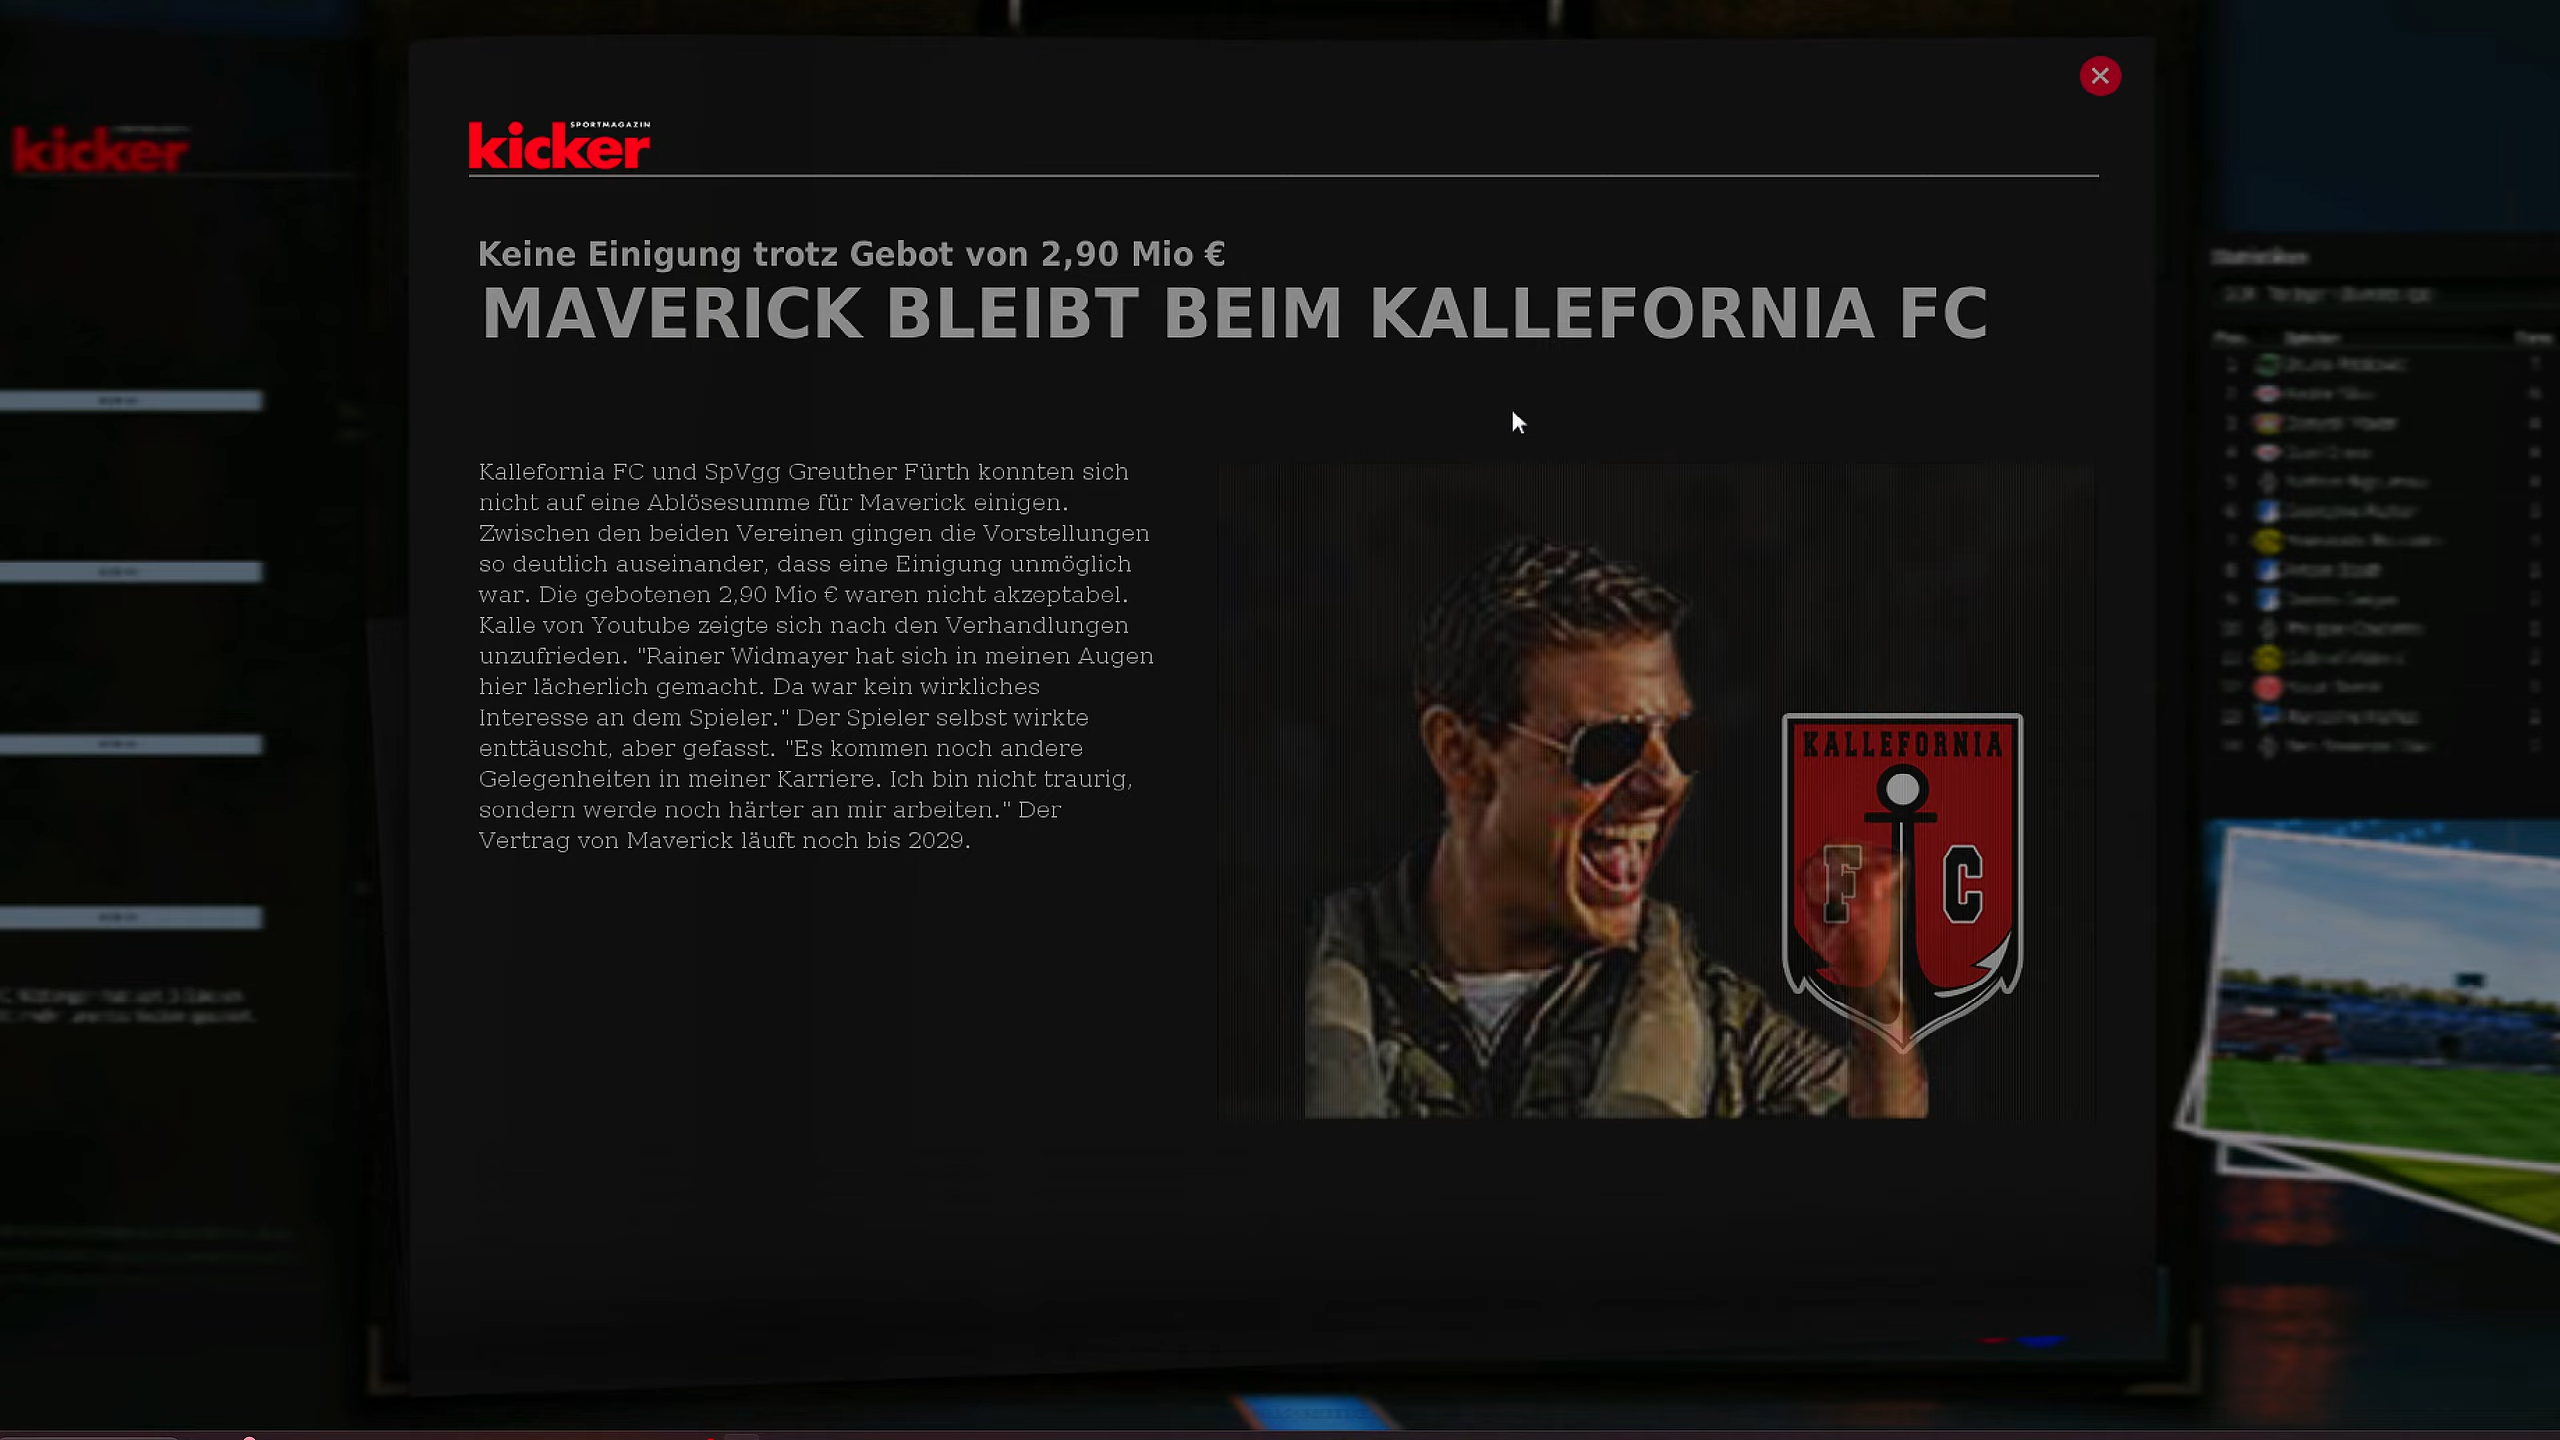 kicker
SPORTMAGAZIN
kicker
Keine Einigung trotz Gebot von 2,90 Mio €
MAVERICK BLEIBT BEIM KALLEFORNIA FC
Kallefornia FC und SpVgg Greuther Fürth konnten sich
nicht auf eine Ablösesumme für Maverick einigen.
Zwischen den beiden Vereinen gingen die Vorstellungen
so deutlich auseinander, dass eine Einigung unmöglich
war. Die gebotenen 2,90 Mio € waren nicht akzeptabel.
Kalle von Youtube zeigte sich nach den Verhandlungen
unzufrieden. "Rainer Widmayer hat sich in meinen Augen
hier lächerlich gemacht. Da war kein wirkliches
Interesse an dem Spieler." Der Spieler selbst wirkte
enttäuscht, aber gefasst. "Es kommen noch andere
Gelegenheiten in meiner Karriere. Ich bin nicht traurig,
sondern werde noch härter an mir arbeiten." Der
Vertrag von Maverick läuft noch bis 2029.
KALLEFORNIA
F C
Statistiken